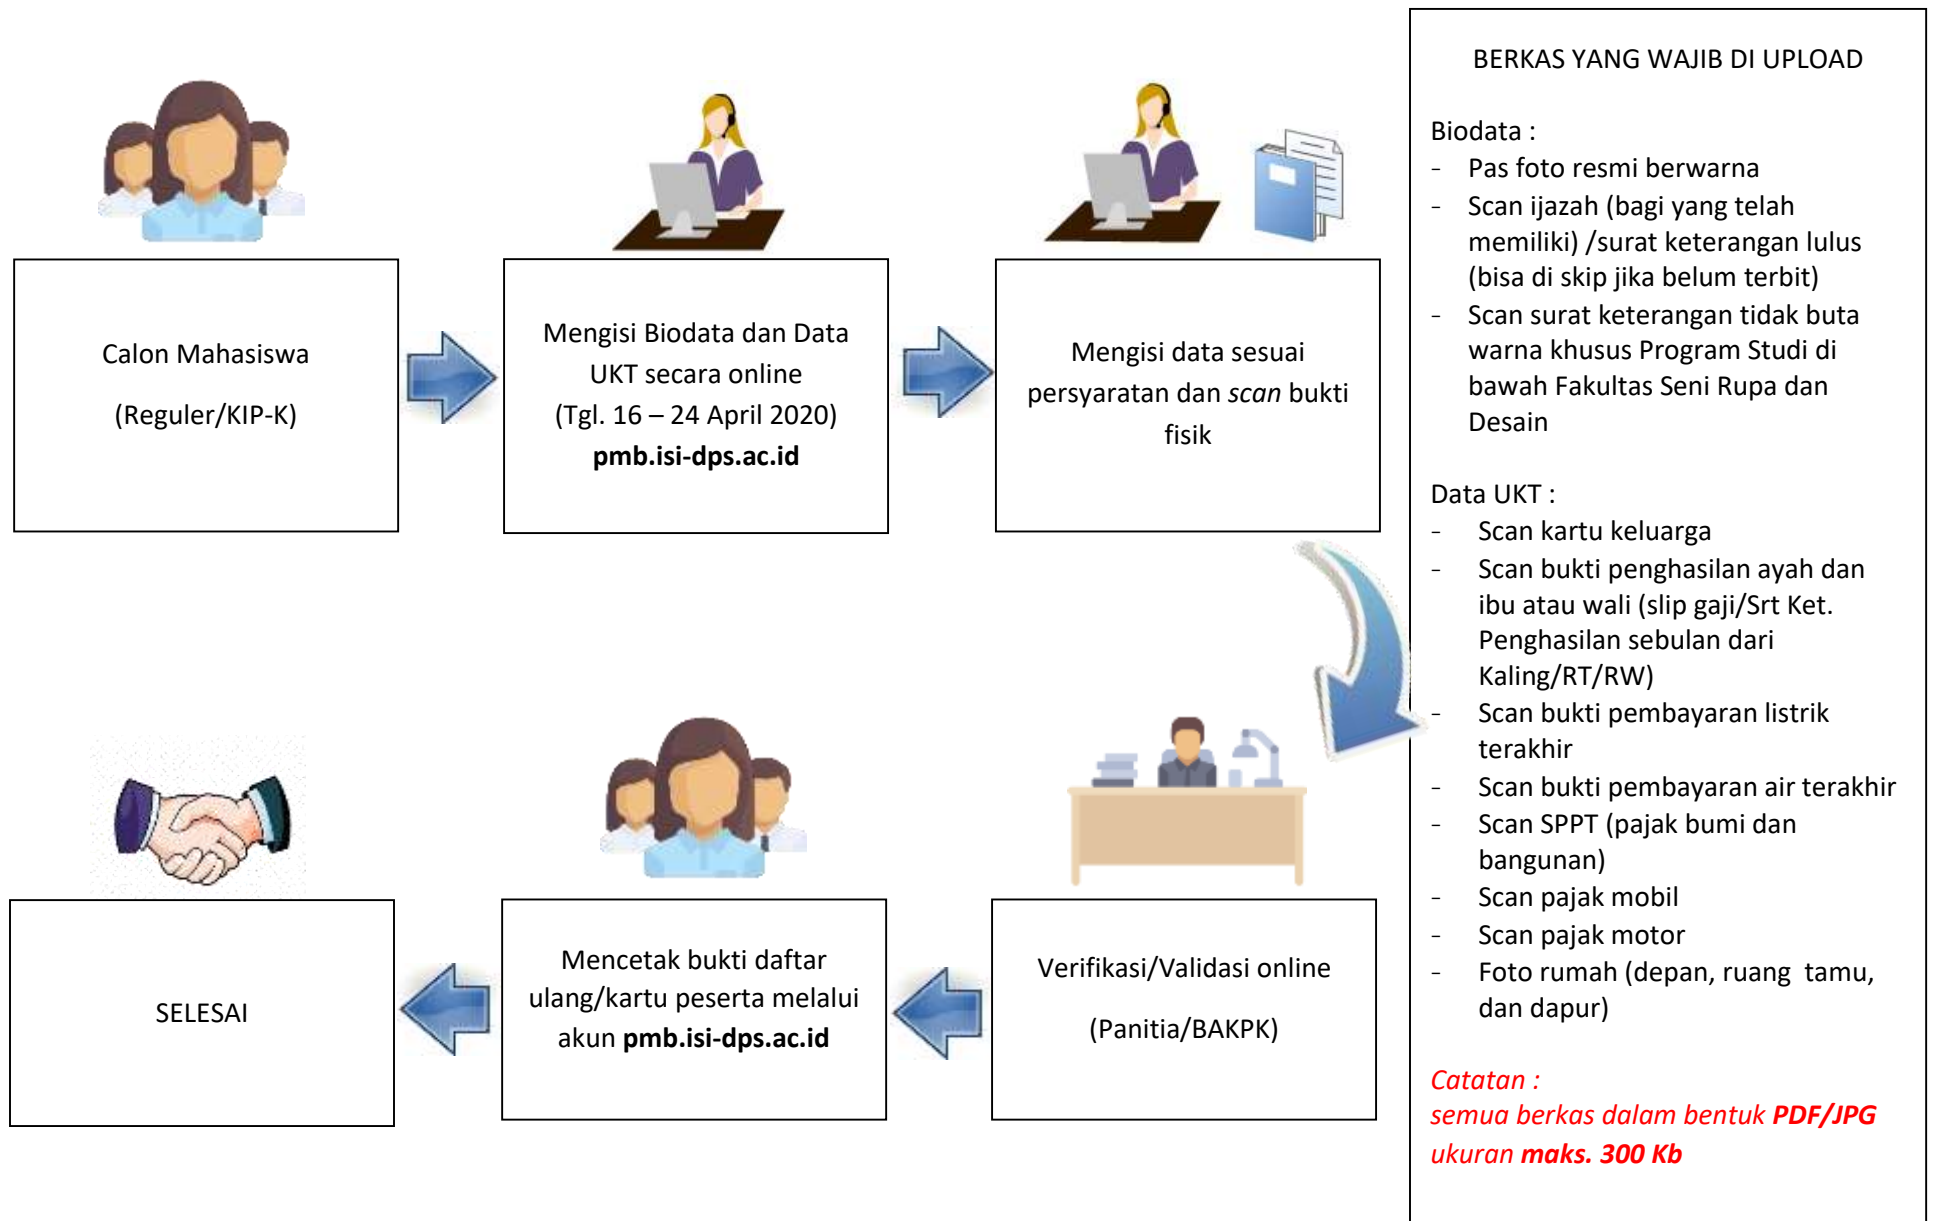 Calon Mahasiswa
(Reguler/KIP-K)
Mengisi Biodata dan Data
UKT secara online
(Tgl. 16 – 24 April 2020)
pmb.isi-dps.ac.id
Mengisi data sesuai
persyaratan dan scan bukti
fisik
Verifikasi/Validasi online
(Panitia/BAKPK)
Mencetak bukti daftar
ulang/kartu peserta melalui
akun pmb.isi-dps.ac.id
SELESAI
BERKAS YANG WAJIB DI UPLOAD
Biodata :
- Pas foto resmi berwarna
- Scan ijazah (bagi yang telah
memiliki) /surat keterangan lulus
(bisa di skip jika belum terbit)
- Scan surat keterangan tidak buta
warna khusus Program Studi di
bawah Fakultas Seni Rupa dan
Desain
Data UKT :
- Scan kartu keluarga
- Scan bukti penghasilan ayah dan
ibu atau wali (slip gaji/Srt Ket.
Penghasilan sebulan dari
Kaling/RT/RW)
- Scan bukti pembayaran listrik
terakhir
- Scan bukti pembayaran air terakhir
- Scan SPPT (pajak bumi dan
bangunan)
- Scan pajak mobil
- Scan pajak motor
- Foto rumah (depan, ruang tamu,
dan dapur)
Catatan :
semua berkas dalam bentuk PDF/JPG
ukuran maks. 300 Kb